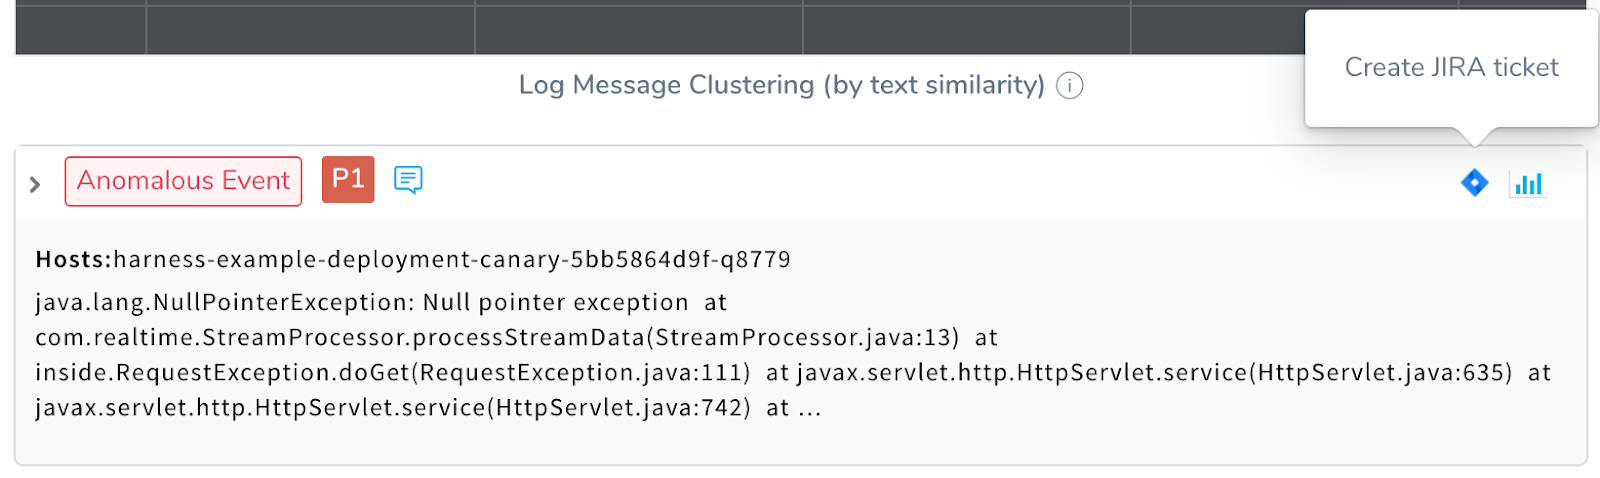 Create JIRA ticket
Log Message Clustering (by text similarity)
Anomalous Event P1
Hosts:harness-example-deployment-canary-5bb5864d9f-q8779
java.lang.NullPointerException: Null pointer exception  at
com.realtime.StreamProcessor.processStreamData(StreamProcessor.java:13)  at
inside.RequestException.doGet(RequestException.java:111)  at javax.servlet.http.HttpServlet.service(HttpServlet.java:635)  at
javax.servlet.http.HttpServlet.service(HttpServlet.java:742)  at ...